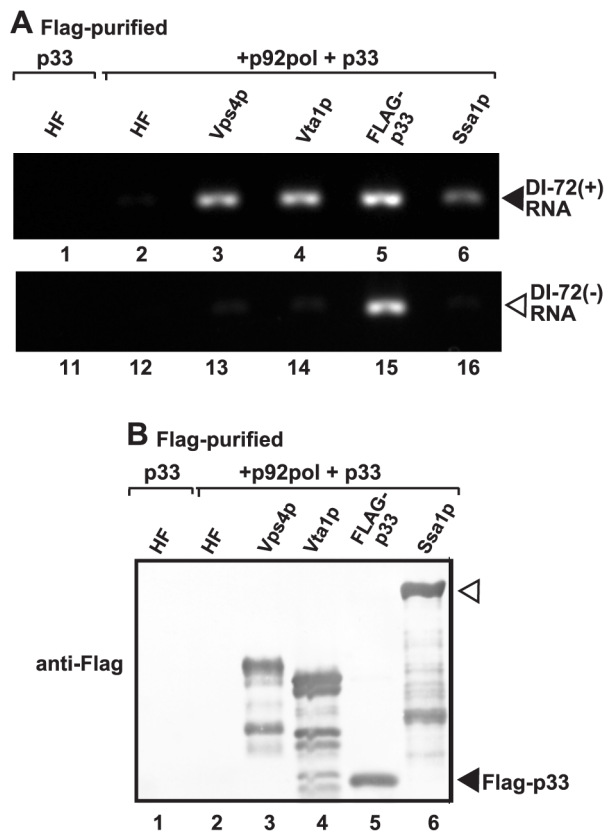 A Flag-purified
p33 +p92pol + p33
HF HF Vps4p Vta1p FLAG-p33 Ssa1p
DI-72(+)
RNA
1 2 3 4 5 6
DI-72(-)
RNA
11 12 13 14 15 16
B Flag-purified
p33 +p92pol + p33
HF HF Vps4p Vta1p FLAG-p33 Ssa1p
anti-Flag
Flag-p33
1 2 3 4 5 6